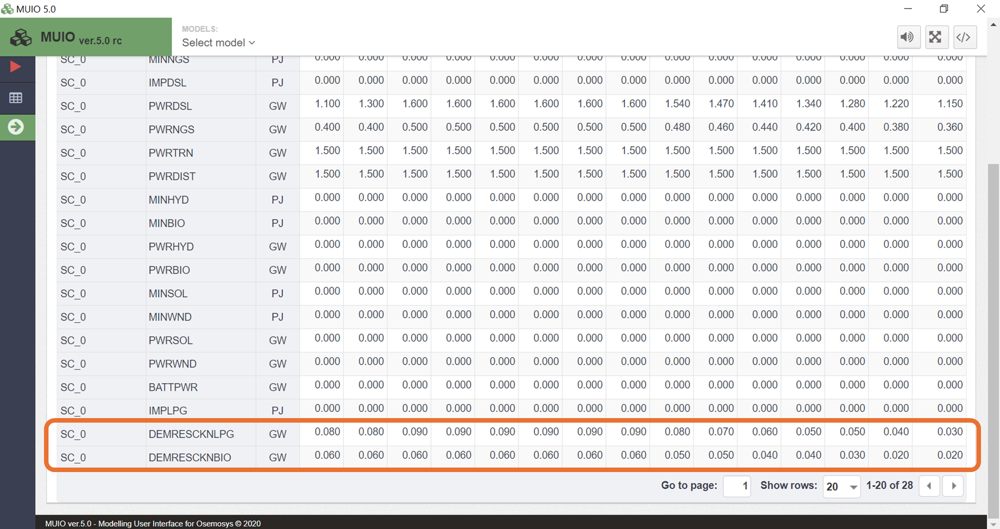 MUIO 5.0
MUIO ver.5.0 rc
MODELS:
Select model
SC_0 MINNGS PJ 0.000 0.000 0.000 0.000 0.000 0.000 0.000 0.000 0.000 0.000 0.000 0.000 0.000 0.000 0.000
SC_0 IMPDSL PJ 0.000 0.000 0.000 0.000 0.000 0.000 0.000 0.000 0.000 0.000 0.000 0.000 0.000 0.000 0.000
SC_0 PWRDSL GW 1.100 1.300 1.600 1.600 1.600 1.600 1.600 1.600 1.540 1.470 1.410 1.340 1.280 1.220 1.150
SC_0 PWRNGS GW 0.400 0.400 0.500 0.500 0.500 0.500 0.500 0.500 0.480 0.460 0.440 0.420 0.400 0.380 0.360
SC_0 PWRTRN GW 1.500 1.500 1.500 1.500 1.500 1.500 1.500 1.500 1.500 1.500 1.500 1.500 1.500 1.500 1.500
SC_0 PWRDIST GW 1.500 1.500 1.500 1.500 1.500 1.500 1.500 1.500 1.500 1.500 1.500 1.500 1.500 1.500 1.500
SC_0 MINHYD PJ 0.000 0.000 0.000 0.000 0.000 0.000 0.000 0.000 0.000 0.000 0.000 0.000 0.000 0.000 0.000
SC_0 MINBIO PJ 0.000 0.000 0.000 0.000 0.000 0.000 0.000 0.000 0.000 0.000 0.000 0.000 0.000 0.000 0.000
SC_0 PWRHYD GW 0.000 0.000 0.000 0.000 0.000 0.000 0.000 0.000 0.000 0.000 0.000 0.000 0.000 0.000 0.000
SC_0 PWRBIO GW 0.000 0.000 0.000 0.000 0.000 0.000 0.000 0.000 0.000 0.000 0.000 0.000 0.000 0.000 0.000
SC_0 MINSOL PJ 0.000 0.000 0.000 0.000 0.000 0.000 0.000 0.000 0.000 0.000 0.000 0.000 0.000 0.000 0.000
SC_0 MINWND PJ 0.000 0.000 0.000 0.000 0.000 0.000 0.000 0.000 0.000 0.000 0.000 0.000 0.000 0.000 0.000
SC_0 PWRSOL GW 0.000 0.000 0.000 0.000 0.000 0.000 0.000 0.000 0.000 0.000 0.000 0.000 0.000 0.000 0.000
SC_0 PWRWND GW 0.000 0.000 0.000 0.000 0.000 0.000 0.000 0.000 0.000 0.000 0.000 0.000 0.000 0.000 0.000
SC_0 BATTPWR GW 0.000 0.000 0.000 0.000 0.000 0.000 0.000 0.000 0.000 0.000 0.000 0.000 0.000 0.000 0.000
SC_0 IMPLPG PJ 0.000 0.000 0.000 0.000 0.000 0.000 0.000 0.000 0.000 0.000 0.000 0.000 0.000 0.000 0.000
SC_0 DEMRESCKNLPG GW 0.080 0.080 0.090 0.090 0.090 0.090 0.090 0.090 0.080 0.070 0.060 0.050 0.050 0.040 0.030
SC_0 DEMRESCKNBIO GW 0.060 0.060 0.060 0.060 0.060 0.060 0.060 0.060 0.050 0.050 0.040 0.040 0.030 0.020 0.020
Go to page: 1 Show rows: 20 1-20 of 28
MUIO ver.5.0 - Modelling User Interface for Osemosys © 2020